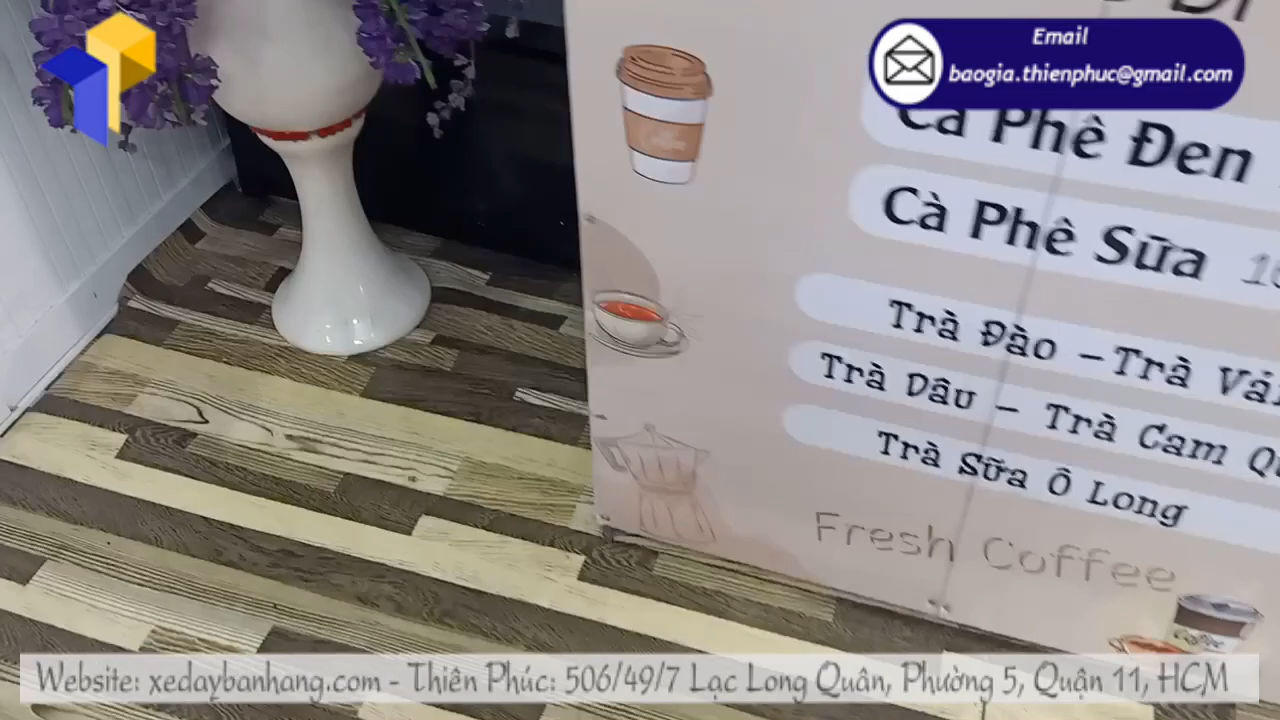 Email
baogia.thienphuc@gmail.com
Cà Phê Đen
Cà Phê Sữa
Trà Đào - Trà
Trà Dâu - Trà Cam
Trà Sữa Ô Long
Fresh Coffee
Coffee
Website: xedaybanhang.com - Thiên Phúc: 506/49/7 Lạc Long Quân, Phường 5, Quận 11, HCM